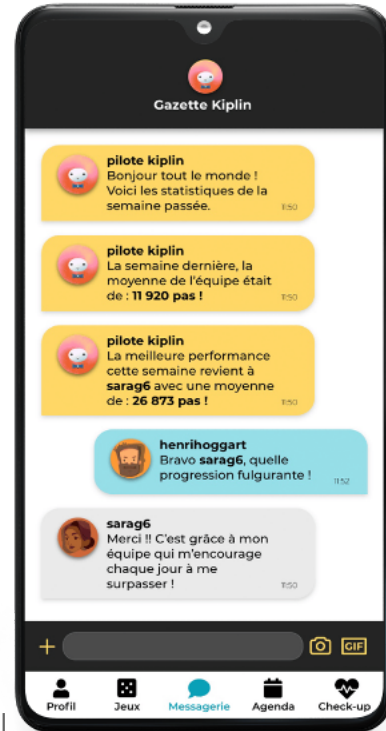 Gazette Kiplin
pilote kiplin
Bonjour tout le monde !
Voici les statistiques de la
semaine passée.
11:50
pilote kiplin
La semaine dernière, la
moyenne de l'équipe était
de : 11 920 pas !
11:50
pilote kiplin
La meilleure performance
cette semaine revient à
sarag6 avec une moyenne
de : 26 873 pas !
11:50
henrihoggart
Bravo sarag6, quelle
progression fulgurante !
11:52
sarag6
Merci !! C'est grâce à mon
équipe qui m'encourage
chaque jour à me
surpasser !
11:50
+
GIF
Profil Jeux Messagerie Agenda Check-up